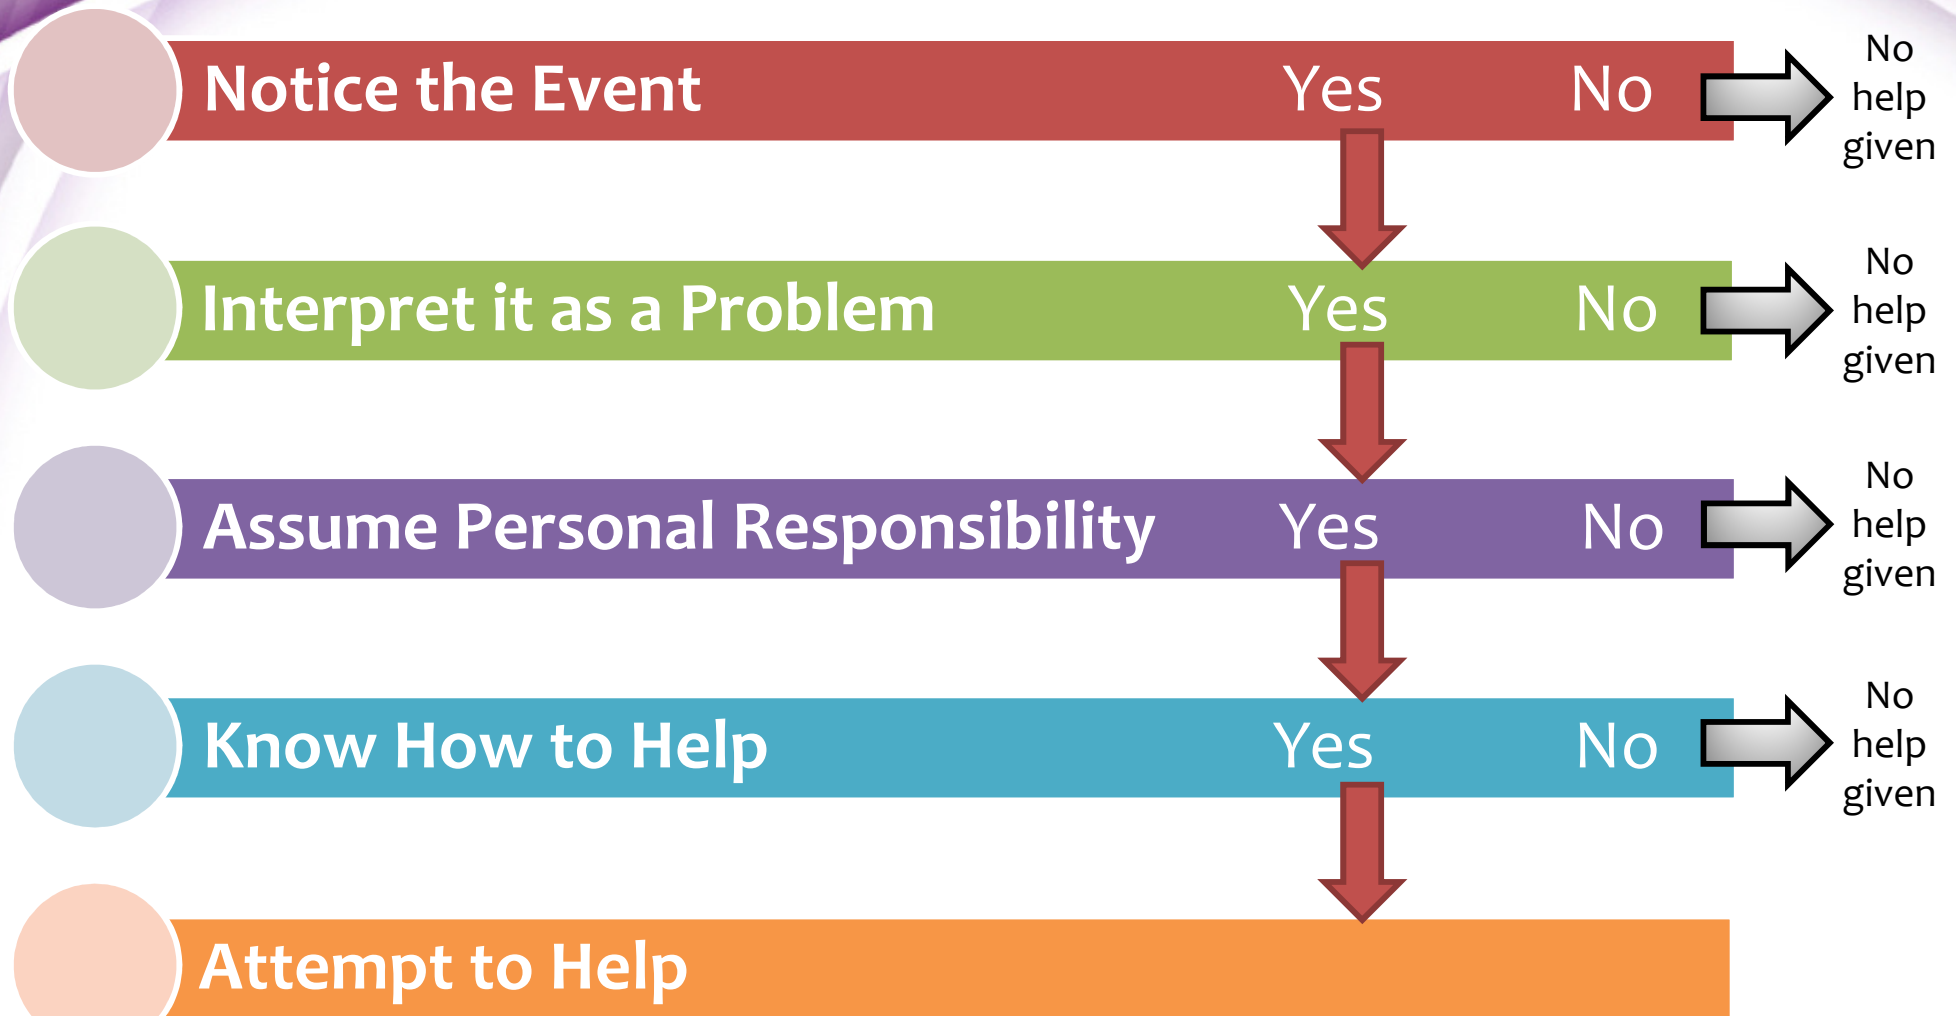 Notice the Event Yes No
No
help
given
Interpret it as a Problem Yes No
No
help
given
Assume Personal Responsibility Yes No
No
help
given
Know How to Help Yes No
No
help
given
Attempt to Help